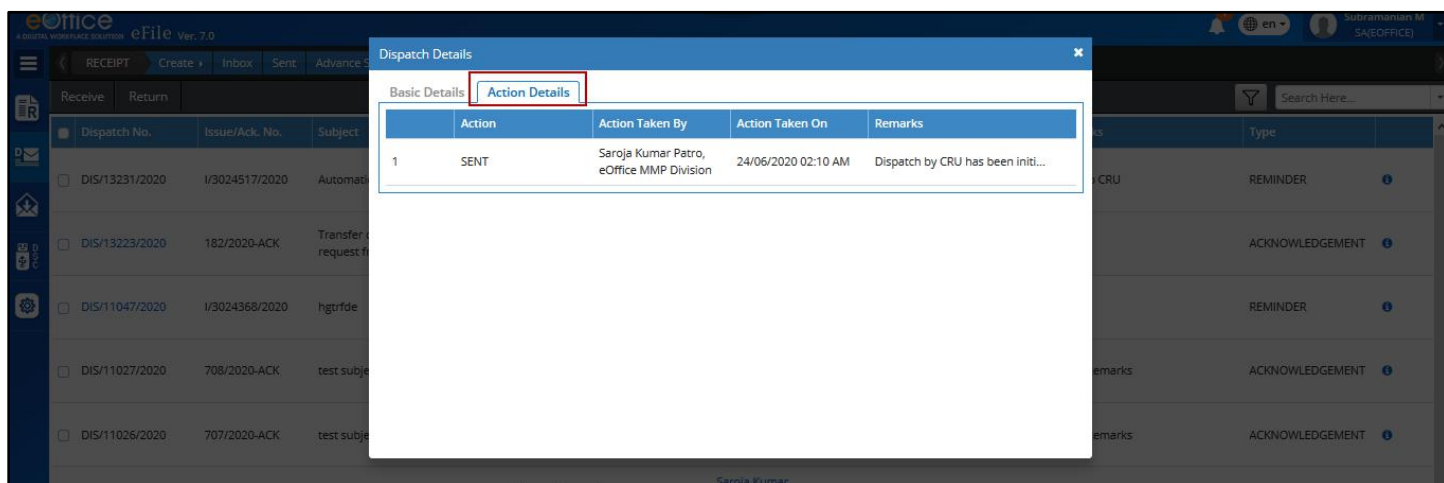 eOffice
A DIGITAL WORKPLACE SOLUTION eFile Ver. 7.0
en
Subramanian M
SA(EOFFICE)
RECEIPT Create Inbox Sent Advance S
Receive Return
Search Here...
Dispatch Details
Basic Details Action Details
Action Action Taken By Action Taken On Remarks
1 SENT Saroja Kumar Patro, 24/06/2020 02:10 AM Dispatch by CRU has been initi...
eOffice MMP Division
Dispatch No. Issue/Ack. No. Subject ks Type
DIS/13231/2020 I/3024517/2020 Automati CRU REMINDER
DIS/13223/2020 182/2020-ACK Transfer ACKNOWLEDGEMENT
request f
DIS/11047/2020 I/3024368/2020 hgtrfde REMINDER
DIS/11027/2020 708/2020-ACK test subje emarks ACKNOWLEDGEMENT
DIS/11026/2020 707/2020-ACK test subje emarks ACKNOWLEDGEMENT
Saroja Kumar
DSC